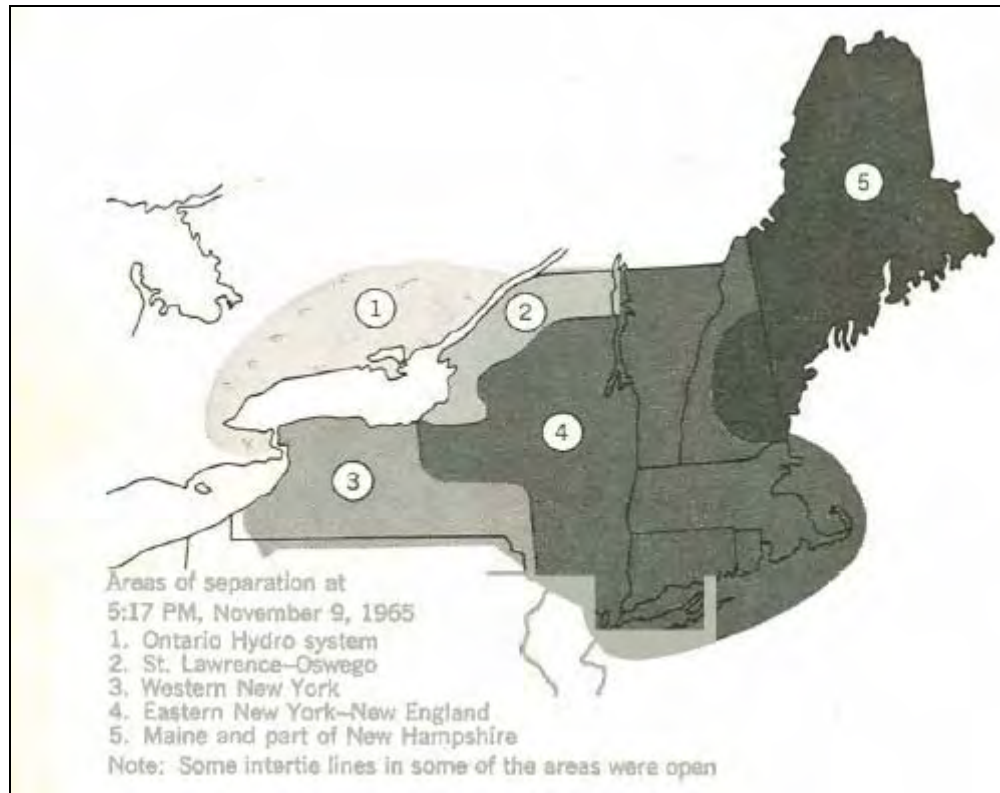 1
2
3
4
5
Areas of separation at
5:17 PM, November 9, 1965
1. Ontario Hydro system
2. St. Lawrence–Oswego
3. Western New York
4. Eastern New York–New England
5. Maine and part of New Hampshire
Note: Some intertie lines in some of the areas were open